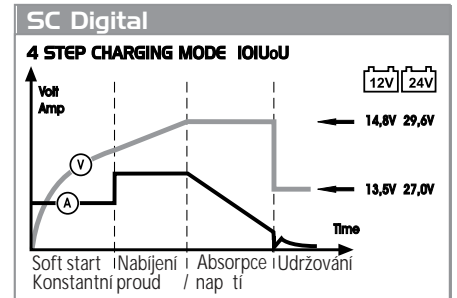 SC Digital
4 STEP CHARGING MODE IOIUoU
12V 24V
Volt
Amp
14,8V 29,6V
V
13,5V 27,0V
A
Time
Soft start Nabíjení Absorpce Udržování
Konstantní proud / nap tí